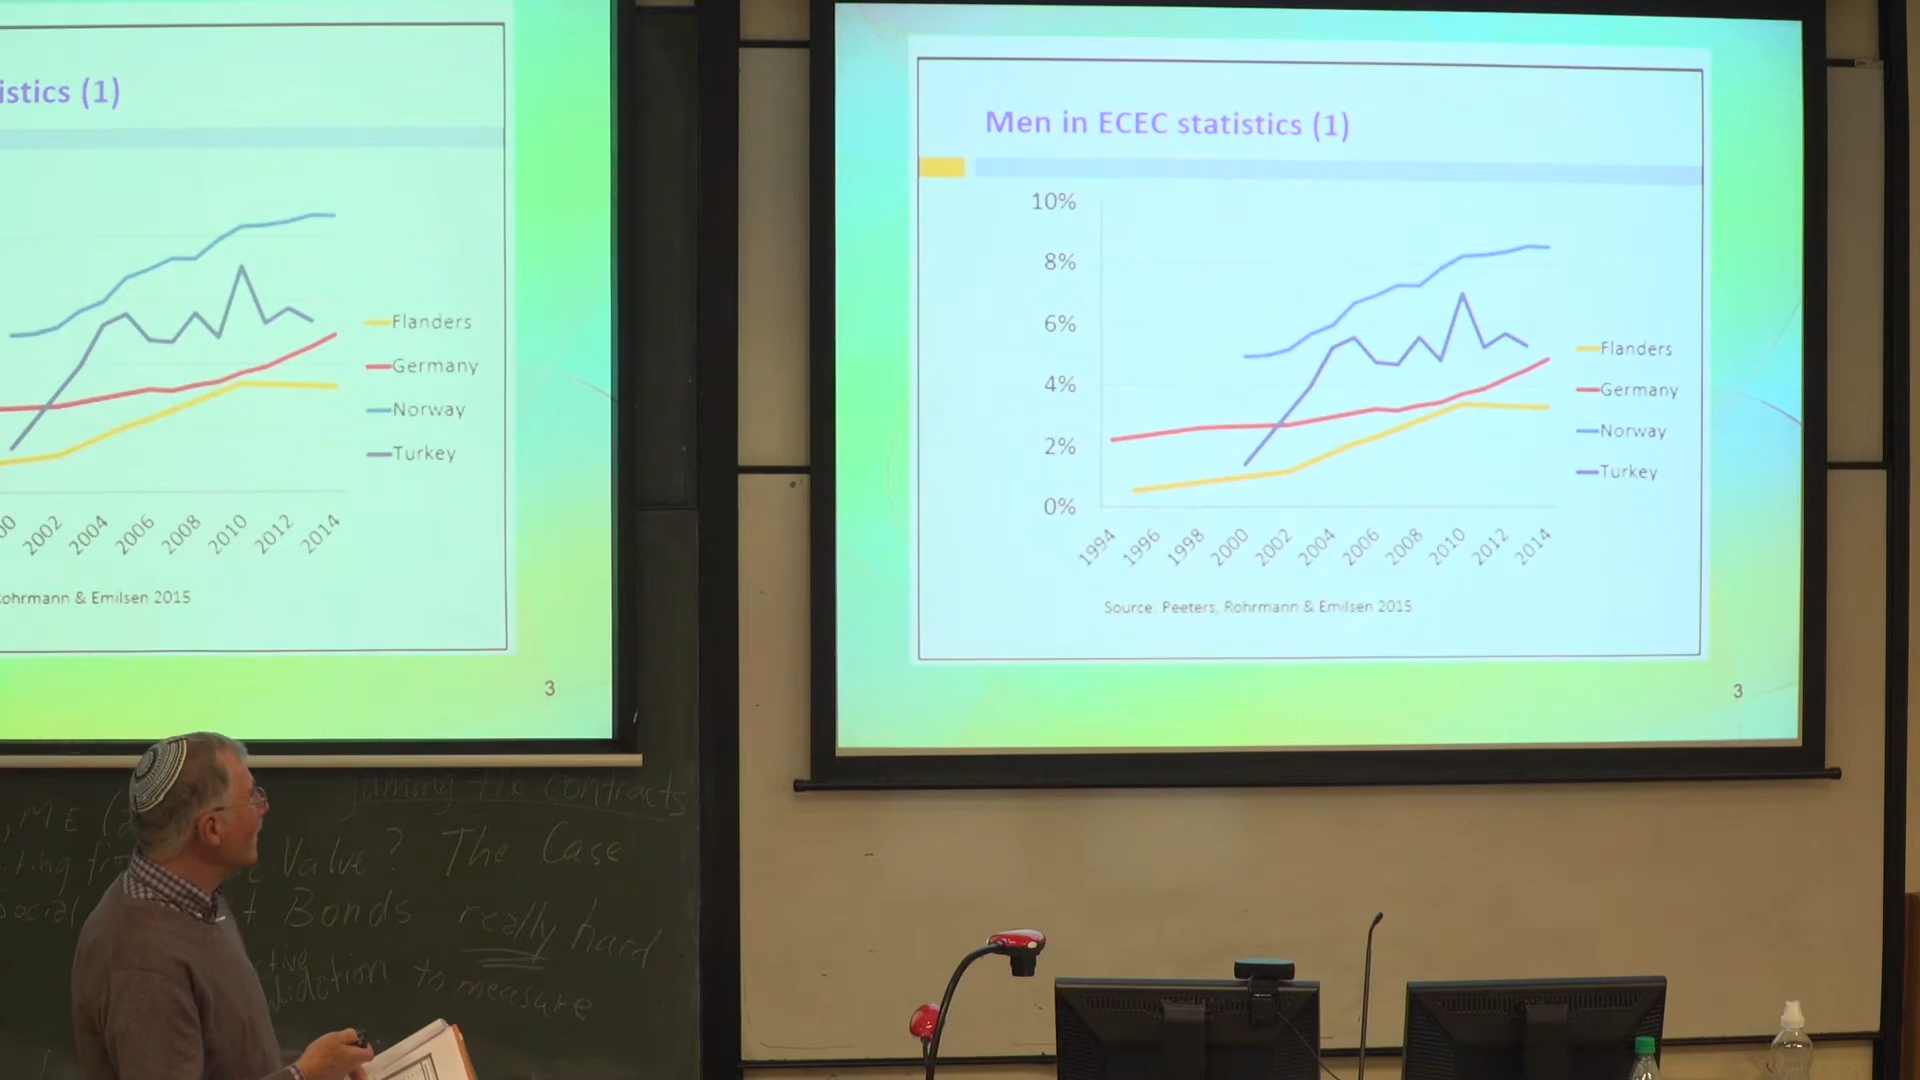 istics (1)
Flanders
Germany
Norway
Turkey
00
2002
2004
2006
2008
2010
2012
2014
ohrmann & Emilsen 2015
3
Men in ECEC statistics (1)
10%
8%
6%
4%
2%
0%
1994
1996
1998
2000
2002
2004
2006
2008
2010
2012
2014
Flanders
Germany
Norway
Turkey
Source: Peeters, Rohrmann & Emilsen 2015
3
the contracts
ME
Value? The Case
Bonds really hard
to measure